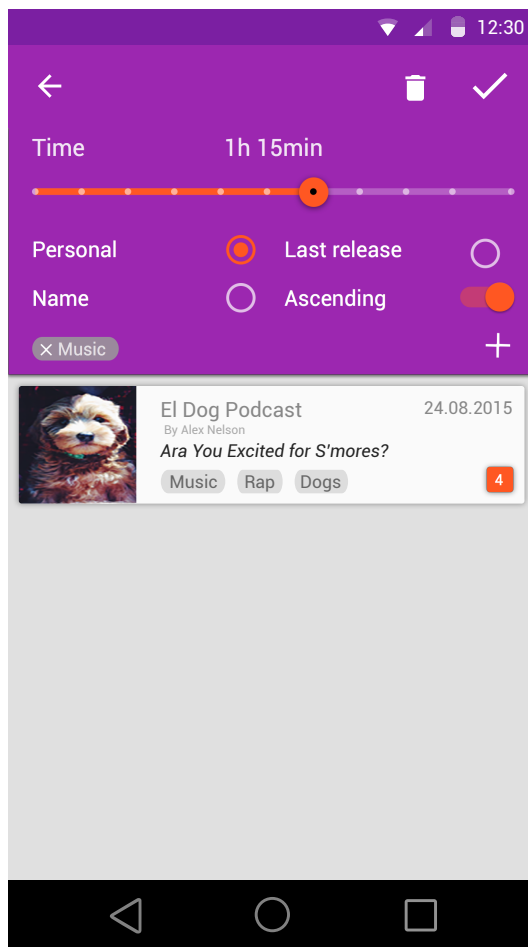 12:30
Time 1h 15min
Personal Last release
Name Ascending
× Music
El Dog Podcast 24.08.2015
By Alex Nelson
Ara You Excited for S'mores?
Music Rap Dogs 4